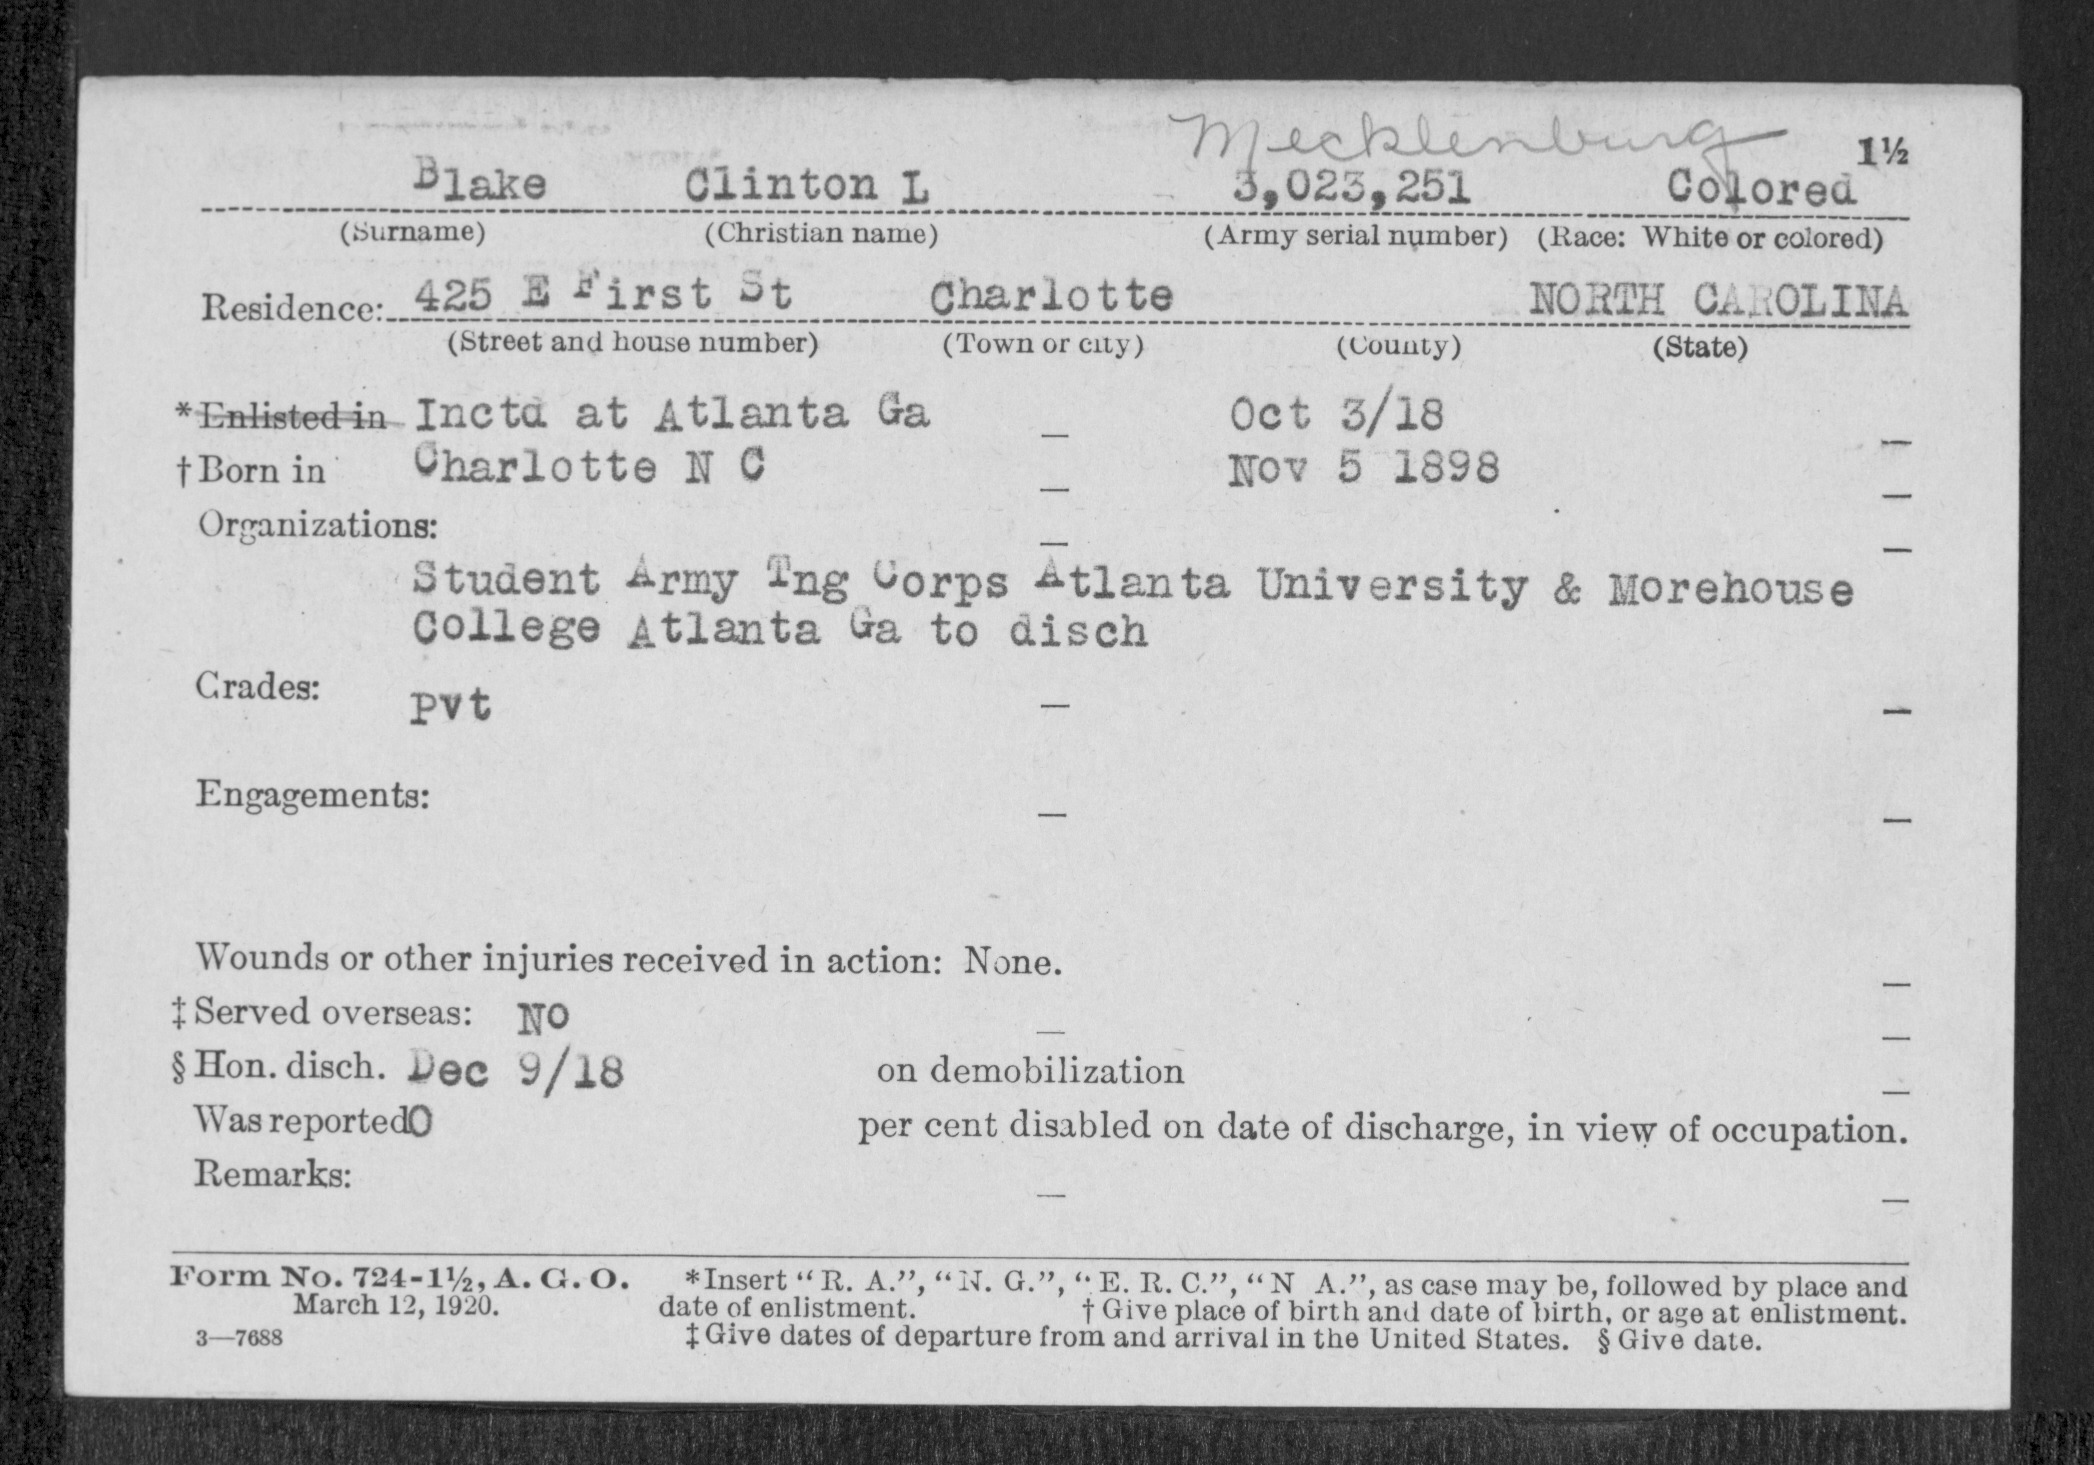 Mecklenburg 1½
Blake Clinton L 3,023,251 Colored
(Surname) (Christian name) (Army serial number) (Race: White or colored)
Residence: 425 E First St Charlotte NORTH CAROLINA
(Street and house number) (Town or city) (County) (State)
*Enlisted in Inctd at Atlanta Ga Oct 3/18
†Born in Charlotte N C Nov 5 1898
Organizations:
Student Army Tng Corps Atlanta University & Morehouse
College Atlanta Ga to disch
Grades: pvt
Engagements:
Wounds or other injuries received in action: None.
‡Served overseas: NO
§Hon. disch. Dec 9/18 on demobilization
Was reported 0 per cent disabled on date of discharge, in view of occupation.
Remarks:
Form No. 724-1½, A. G. O. *Insert "R. A.", "N. G.", "E. R. C.", "N A.", as case may be, followed by place and
March 12, 1920. date of enlistment. †Give place of birth and date of birth, or age at enlistment.
3—7688 ‡Give dates of departure from and arrival in the United States. §Give date.